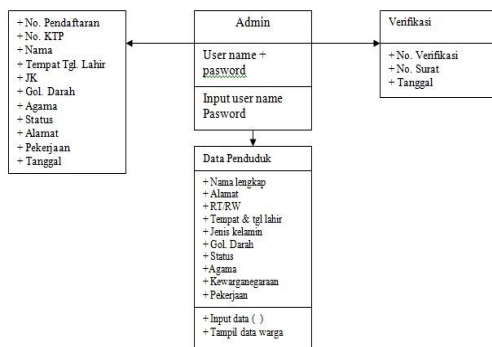 + No. Pendaftaran
+ No. KTP
+ Nama
+ Tempat Tgl. Lahir
+ JK
+ Gol. Darah
+ Agama
+ Status
+ Alamat
+ Pekerjaan
+ Tanggal
Admin
User name +
pasword
Input user name
Pasword
Verifikasi
+ No. Verifikasi
+ No. Surat
+ Tanggal
Data Penduduk
+ Nama lengkap
+ Alamat
+ RT/RW
+ Tempat & tgl lahir
+ Jenis kelamin
+ Gol. Darah
+ Status
+Agama
+ Kewarganegaraan
+ Pekerjaan
+ Input data ( )
+ Tampil data warga